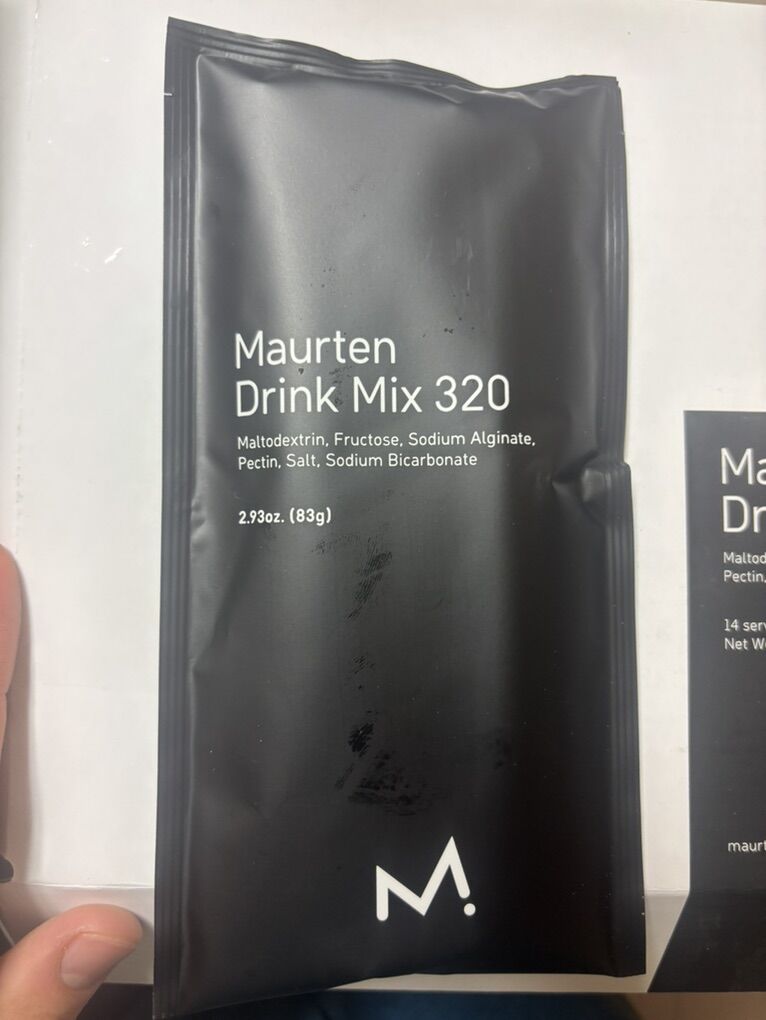 Maurten
Drink Mix 320
Maltodextrin, Fructose, Sodium Alginate,
Pectin, Salt, Sodium Bicarbonate
2.93oz. (83g)
M.
Ma
Dr
Maltod
Pectin,
14 serv
Net We
maurt